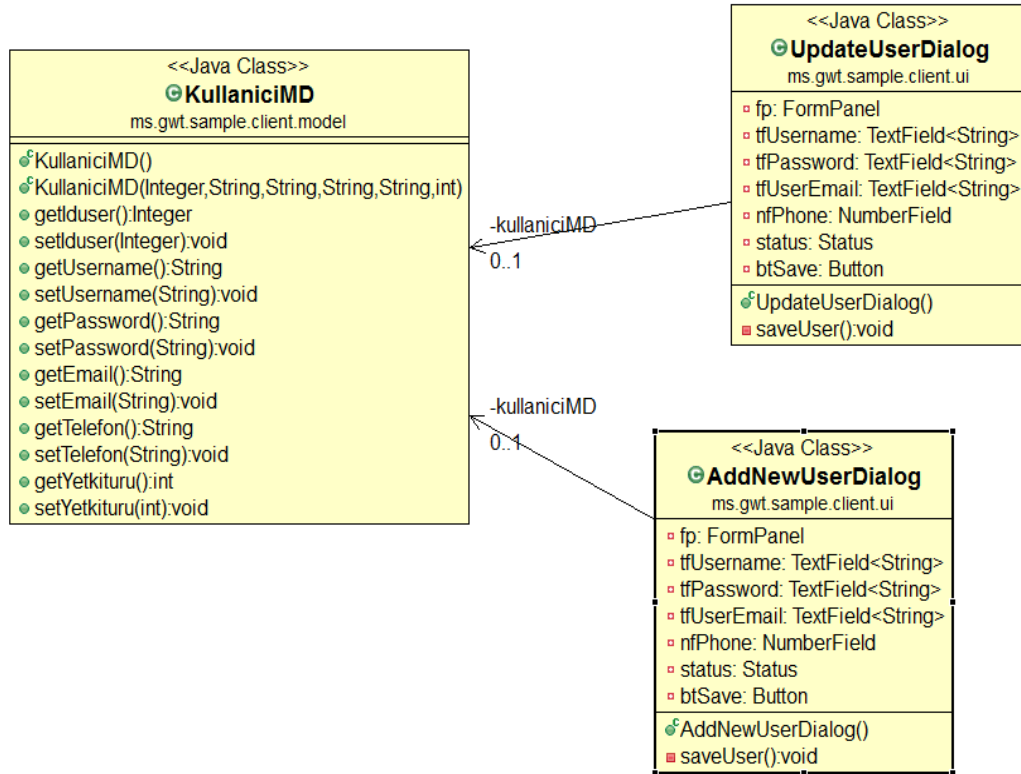 <<Java Class>>
KullaniciMD
ms.gwt.sample.client.model
KullaniciMD()
KullaniciMD(Integer,String,String,String,String,int)
getIduser():Integer
setIduser(Integer):void
getUsername():String
setUsername(String):void
getPassword():String
setPassword(String):void
getEmail():String
setEmail(String):void
getTelefon():String
setTelefon(String):void
getYetkituru():int
setYetkituru(int):void
-kullaniciMD
0..1
<<Java Class>>
UpdateUserDialog
ms.gwt.sample.client.ui
fp: FormPanel
tfUsername: TextField<String>
tfPassword: TextField<String>
tfUserEmail: TextField<String>
nfPhone: NumberField
status: Status
btSave: Button
UpdateUserDialog()
saveUser():void
-kullaniciMD
0..1
<<Java Class>>
AddNewUserDialog
ms.gwt.sample.client.ui
fp: FormPanel
tfUsername: TextField<String>
tfPassword: TextField<String>
tfUserEmail: TextField<String>
nfPhone: NumberField
status: Status
btSave: Button
AddNewUserDialog()
saveUser():void